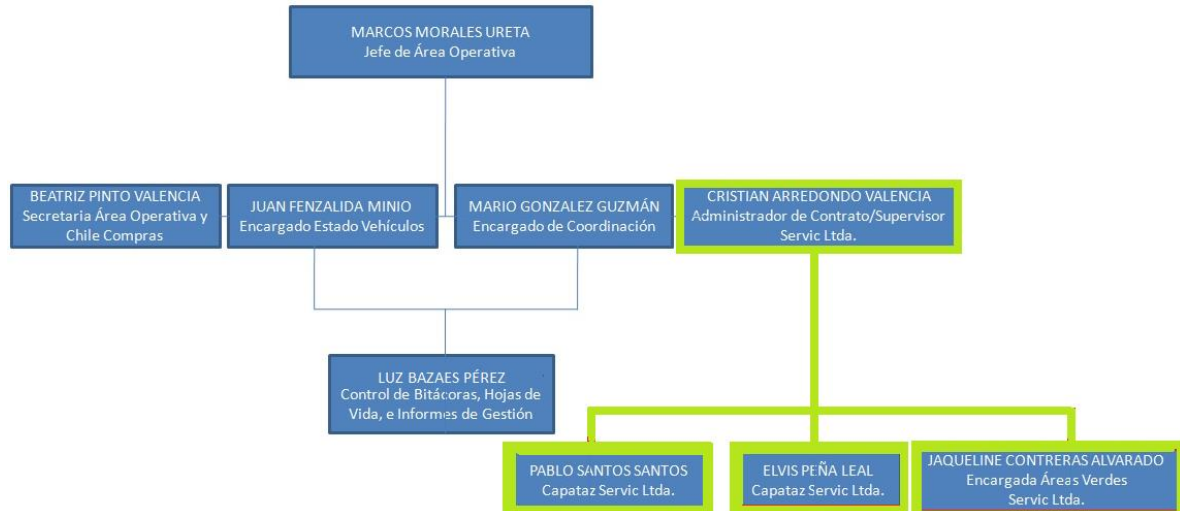 MARCOS MORALES URETA
Jefe de Área Operativa
BEATRIZ PINTO VALENCIA
Secretaria Área Operativa y
Chile Compras
JUAN FENZALIDA MINIO
Encargado Estado Vehículos
MARIO GONZALEZ GUZMÁN
Encargado de Coordinación
CRISTIAN ARREDONDO VALENCIA
Administrador de Contrato/Supervisor
Servic Ltda.
LUZ BAZAES PÉREZ
Control de Bitácoras, Hojas de
Vida, e Informes de Gestión
PABLO SANTOS SANTOS
Capataz Servic Ltda.
ELVIS PEÑA LEAL
Capataz Servic Ltda.
JAQUELINE CONTRERAS ALVARADO
Encargada Áreas Verdes
Servic Ltda.